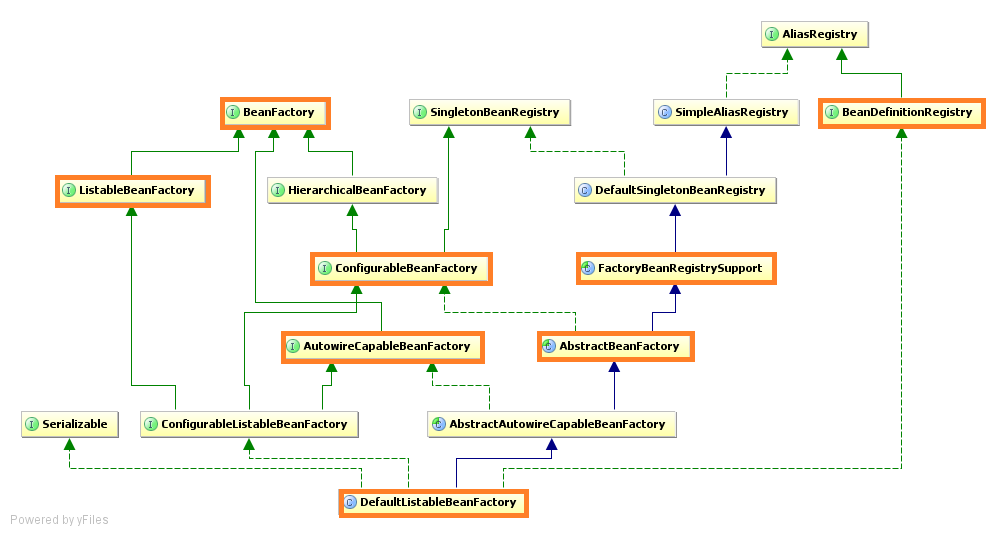 AliasRegistry
BeanFactory
SingletonBeanRegistry
SimpleAliasRegistry
BeanDefinitionRegistry
ListableBeanFactory
HierarchicalBeanFactory
DefaultSingletonBeanRegistry
ConfigurableBeanFactory
FactoryBeanRegistrySupport
AutowireCapableBeanFactory
AbstractBeanFactory
Serializable
ConfigurableListableBeanFactory
AbstractAutowireCapableBeanFactory
DefaultListableBeanFactory
Powered by yFiles